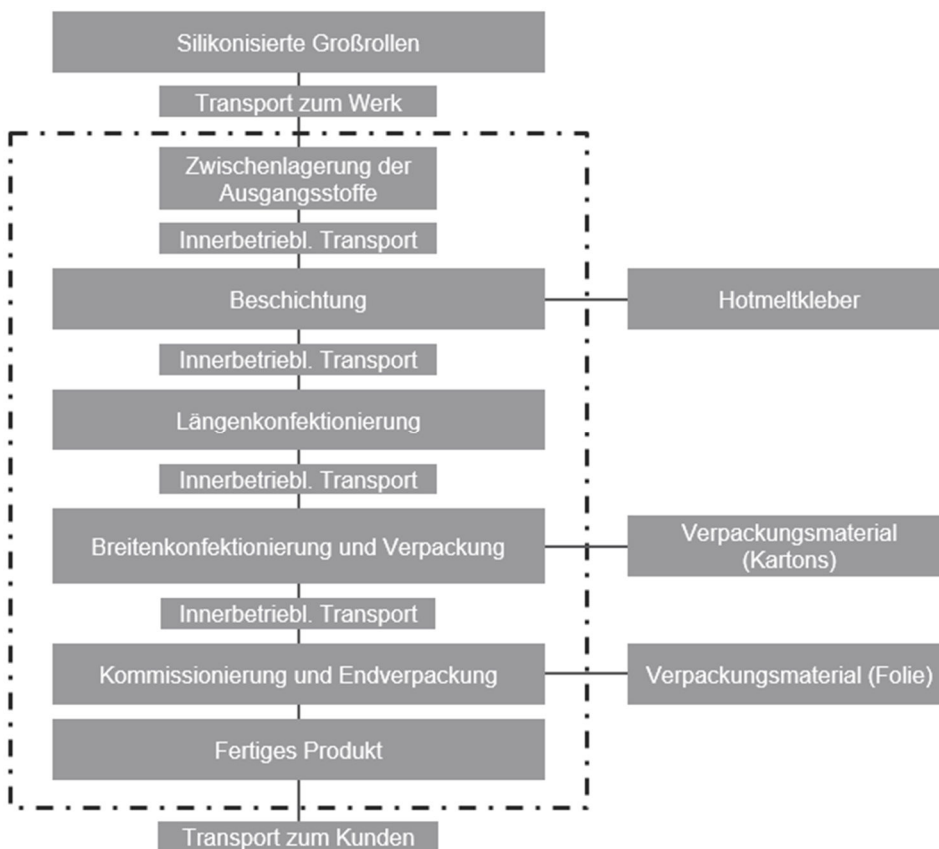 Silikonisierte Großrollen
Transport zum Werk
Zwischenlagerung der
Ausgangsstoffe
Innerbetriebl. Transport
Beschichtung
Hotmeltkleber
Innerbetriebl. Transport
Längenkonfektionierung
Innerbetriebl. Transport
Breitenkonfektionierung und Verpackung
Verpackungsmaterial
(Kartons)
Innerbetriebl. Transport
Kommissionierung und Endverpackung
Verpackungsmaterial (Folie)
Fertiges Produkt
Transport zum Kunden